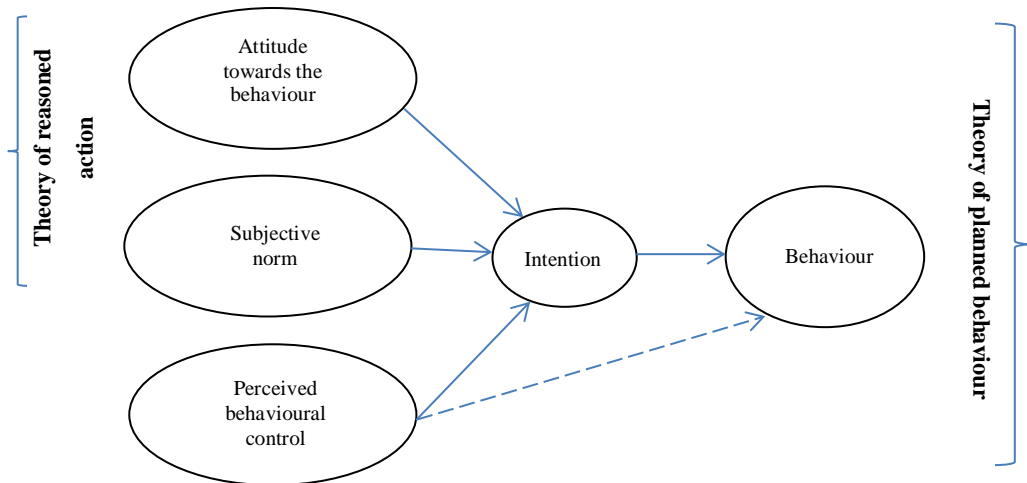 Theory of reasoned
action
Attitude
towards the
behaviour
Subjective
norm
Perceived
behavioural
control
Intention
Behaviour
Theory of planned behaviour